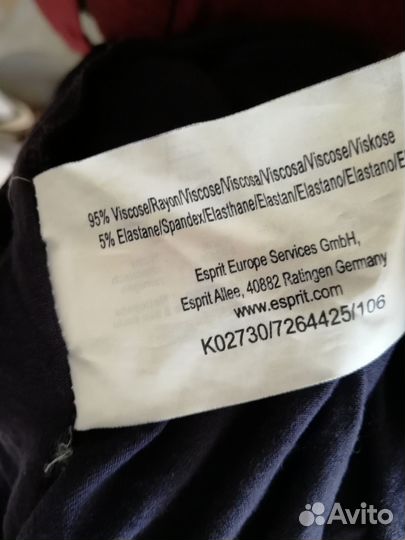 95% Viscose/Rayon/Viscose/Viscosa/Viscosa/Viscose/Viskose
5% Elastane/Spandex/Elasthane/Elastan/Elastano/Elastano/E
Esprit Europe Services GmbH,
Esprit Allee, 40882 Ratingen Germany
www.esprit.com
K02730/7264425/106
Avito